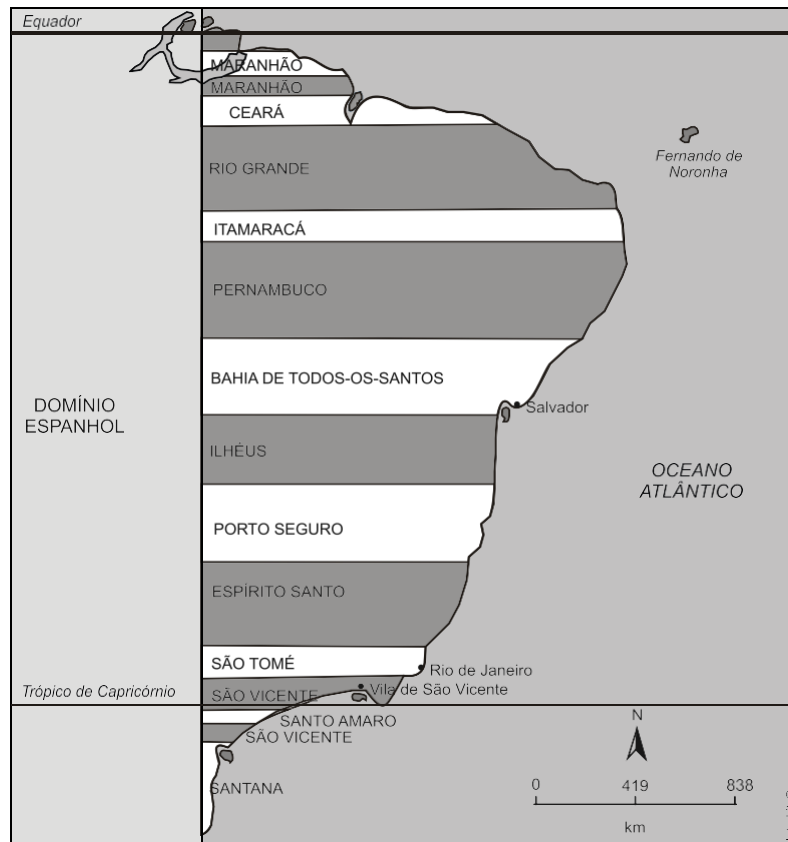 Equador
MARANHÃO
MARANHÃO
CEARÁ
RIO GRANDE
Fernando de
Noronha
ITAMARACÁ
PERNAMBUCO
BAHIA DE TODOS-OS-SANTOS
Salvador
DOMÍNIO
ESPANHOL
ILHÉUS
OCEANO
ATLÂNTICO
PORTO SEGURO
ESPÍRITO SANTO
SÃO TOMÉ
Rio de Janeiro
Trópico de Capricórnio
SÃO VICENTE
Vila de São Vicente
SANTO AMARO
SÃO VICENTE
SANTANA
N
0 419 838
km